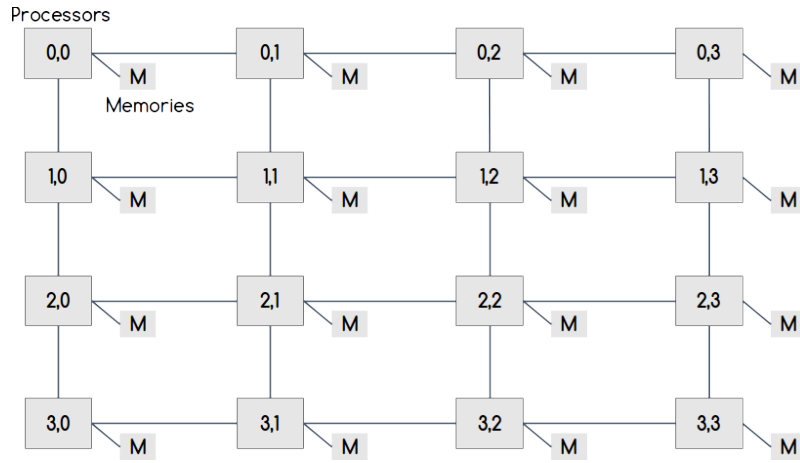 Processors
0,0 0,1 0,2 0,3
M M M M
Memories
1,0 1,1 1,2 1,3
M M M M
2,0 2,1 2,2 2,3
M M M M
3,0 3,1 3,2 3,3
M M M M